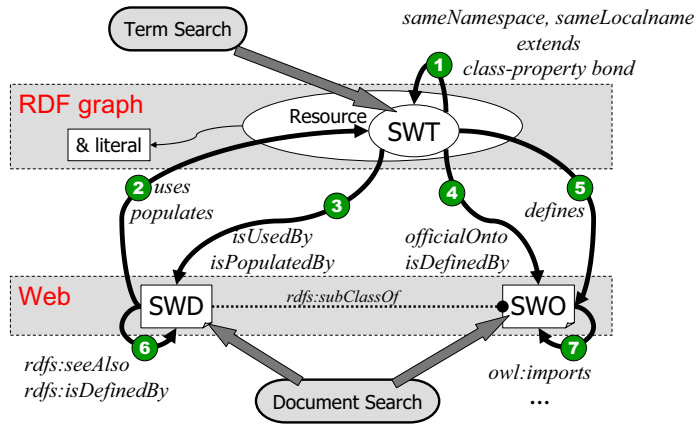 Term Search
sameNamespace, sameLocalname
extends
class-property bond
1
RDF graph
Resource
SWT
& literal
2
uses
populates
3
4
5
defines
isUsedBy
isPopulatedBy
officialOnto
isDefinedBy
Web
SWD
rdfs:subClassOf
SWO
6
7
rdfs:seeAlso
rdfs:isDefinedBy
owl:imports
...
Document Search